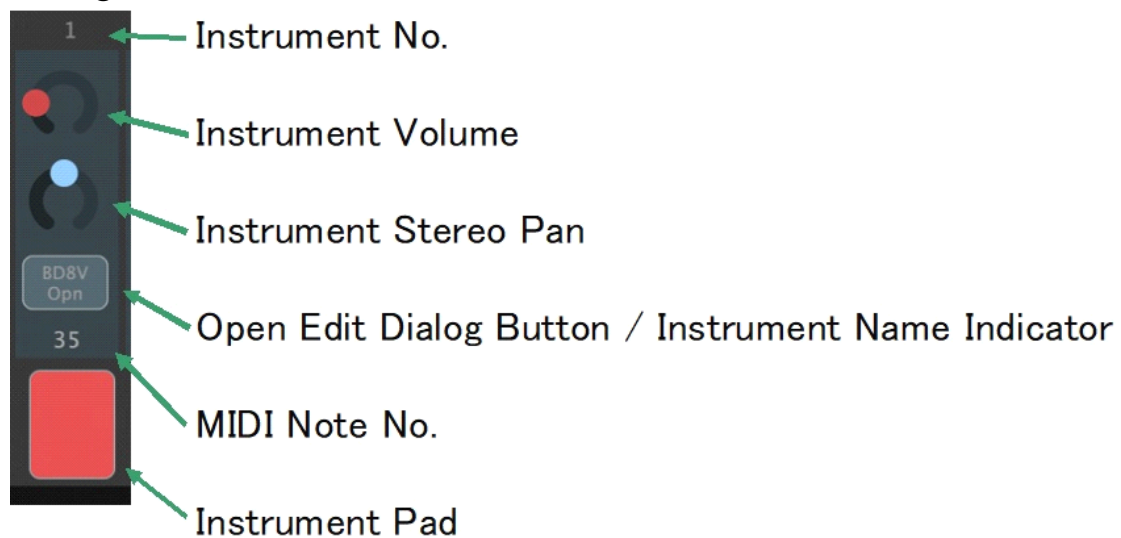 1
Instrument No.
Instrument Volume
Instrument Stereo Pan
BD8V
Opn
Open Edit Dialog Button / Instrument Name Indicator
35
MIDI Note No.
Instrument Pad